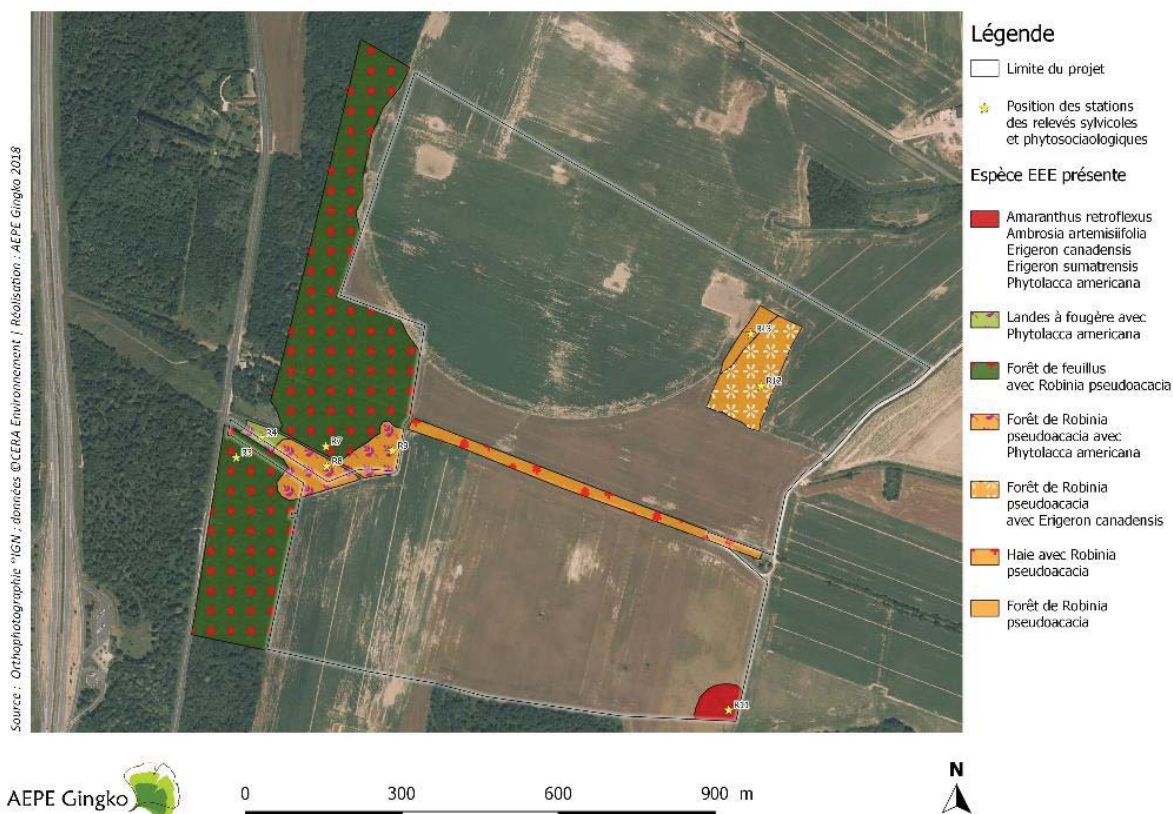 Légende
Limite du projet
Position des stations
des relevés sylvicoles
et phytosociaologiques
Espèce EEE présente
Amaranthus retroflexus
Ambrosia artemisiifolia
Erigeron canadensis
Erigeron sumatrensis
Phytolacca americana
Landes à fougère avec
Phytolacca americana
Forêt de feuillus
avec Robinia pseudoacacia
Forêt de Robinia
pseudoacacia avec
Phytolacca americana
Forêt de Robinia
pseudoacacia
avec Erigeron canadensis
Haie avec Robinia
pseudoacacia
Forêt de Robinia
pseudoacacia
R13
R12
R4
R7
R9
R3
R8
R11
Source : Orthophotographie °IGN ; données ©CERA Environnement | Réalisation : AEPE Gingko 2018
AEPE Gingko
0 300 600 900 m
N